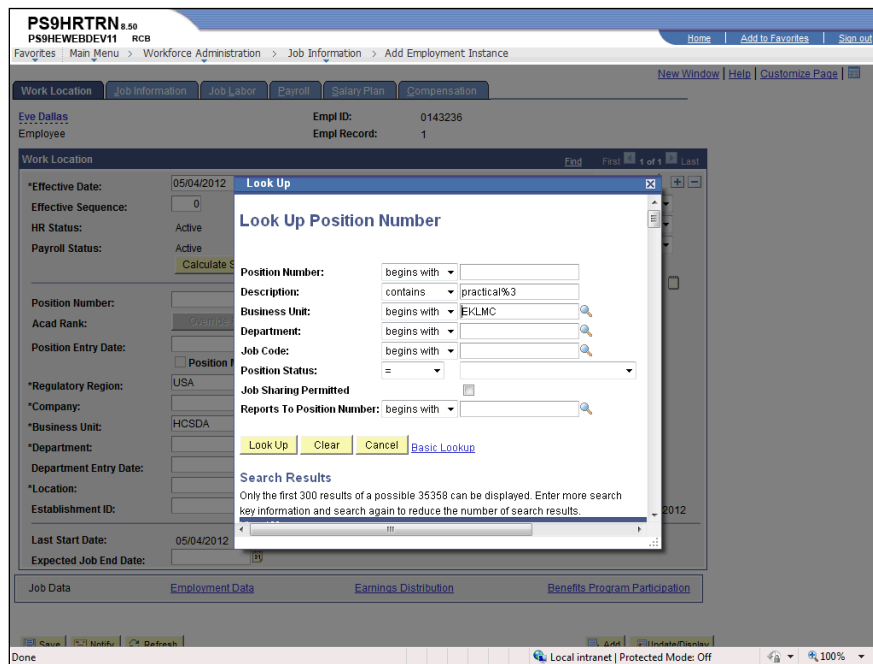 PS9HRTRN 8.50
PS9HEWEBDEV11 RCB
Home Add to Favorites Sign out
Favorites Main Menu > Workforce Administration > Job Information > Add Employment Instance
New Window Help Customize Page
Work Location Job Information Job Labor Payroll Salary Plan Compensation
Eve Dallas Empl ID: 0143236
Employee Empl Record: 1
Work Location Find First 1 of 1 Last
*Effective Date: 05/04/2012
Effective Sequence: 0
HR Status: Active
Payroll Status: Active
Calculate S
Position Number:
Acad Rank:
Position Entry Date:
Position
*Regulatory Region: USA
*Company:
*Business Unit: HCSDA
*Department:
Department Entry Date:
*Location:
Establishment ID: 2012
Last Start Date: 05/04/2012
Expected Job End Date:
Look Up
Look Up Position Number
Position Number: begins with
Description: contains practical%3
Business Unit: begins with EKLMC
Department: begins with
Job Code: begins with
Position Status: =
Job Sharing Permitted
Reports To Position Number: begins with
Look Up Clear Cancel Basic Lookup
Search Results
Only the first 300 results of a possible 35358 can be displayed. Enter more search
key information and search again to reduce the number of search results.
Job Data Employment Data Earnings Distribution Benefits Program Participation
Save Notify Refresh Add Update/Display
Done Local intranet | Protected Mode: Off 100%